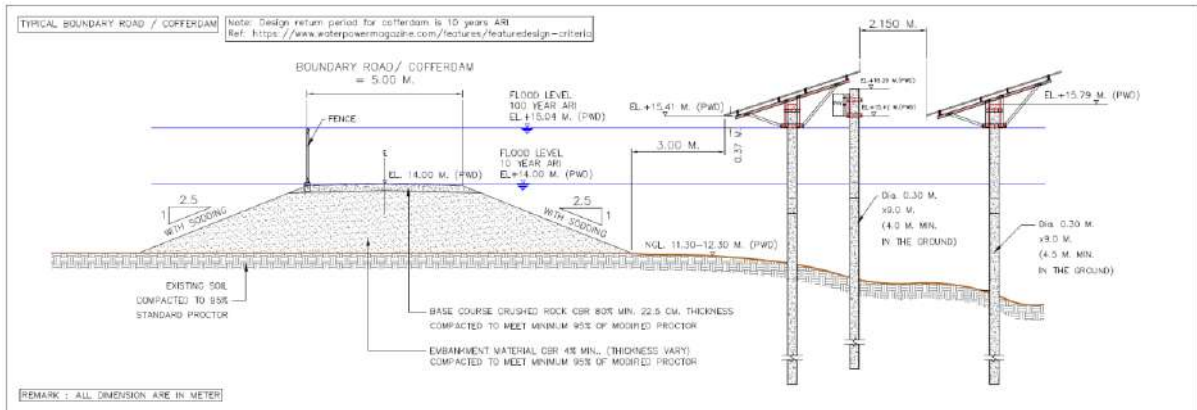 TYPICAL BOUNDARY ROAD / COFFERDAM
Note: Design return period for cofferdam is 10 years ARI
Ref: https://www.waterpowermagazine.com/features/featuredesign-criteria
BOUNDARY ROAD/ COFFERDAM
= 5.00 M.
FENCE
FLOOD LEVEL
100 YEAR ARI
EL.+15.04 M. (PWD)
FLOOD LEVEL
10 YEAR ARI
EL+14.00 M. (PWD)
EL. 14.00 M. (PWD)
2.5
1
WITH SODDING
2.5
1
WITH SODDING
2.150 M.
EL.+15.41 M. (PWD)
EL.+15.79 M. (PWD)
3.00 M.
0.37 M.
NGL. 11.30-12.30 M. (PWD)
Dia. 0.30 M.
x9.0 M.
(4.0 M. MIN.
IN THE GROUND)
Dia. 0.30 M.
x9.0 M.
(4.5 M. MIN.
IN THE GROUND)
EXISTING SOIL
COMPACTED TO 95%
STANDARD PROCTOR
BASE COURSE CRUSHED ROCK CBR 80% MIN. 22.5 CM. THICKNESS
COMPACTED TO MEET MINIMUM 95% OF MODIFIED PROCTOR
EMBANKMENT MATERIAL CBR 4% MIN.. (THICKNESS VARY)
COMPACTED TO MEET MINIMUM 95% OF MODIFIED PROCTOR
REMARK : ALL DIMENSION ARE IN METER